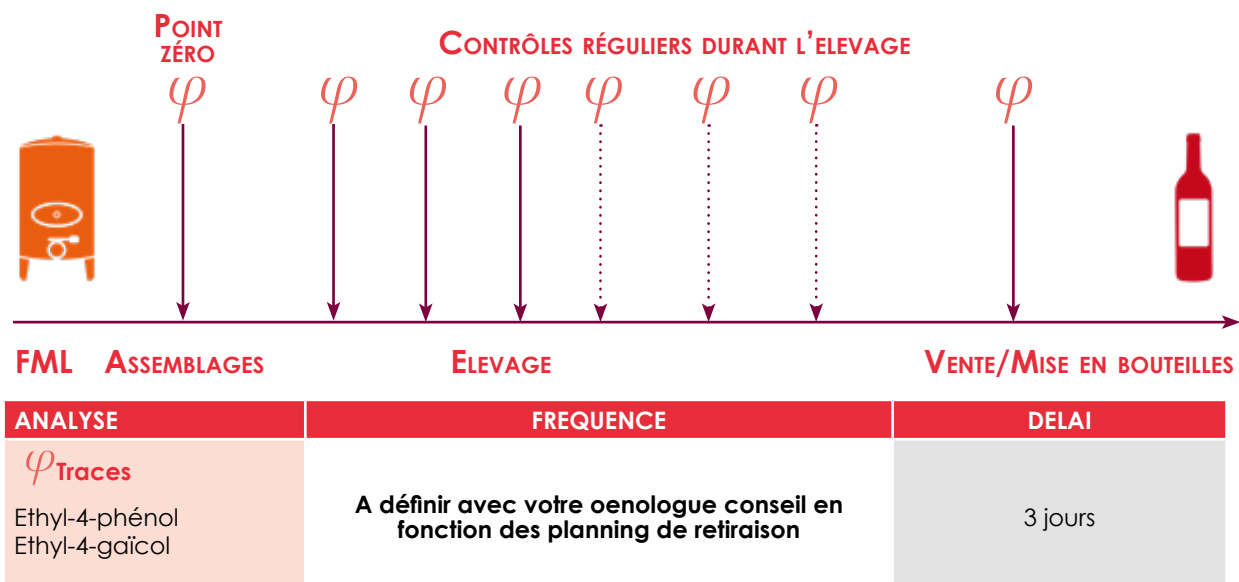 POINT
ZÉRO
CONTRÔLES RÉGULIERS DURANT L'ELEVAGE
φ φ φ φ φ φ φ φ
FML ASSEMBLAGES ELEVAGE VENTE/MISE EN BOUTEILLES
ANALYSE FREQUENCE DELAI
φ Traces
Ethyl-4-phénol
Ethyl-4-gaïcol
A définir avec votre oenologue conseil en
fonction des planning de retiraison
3 jours